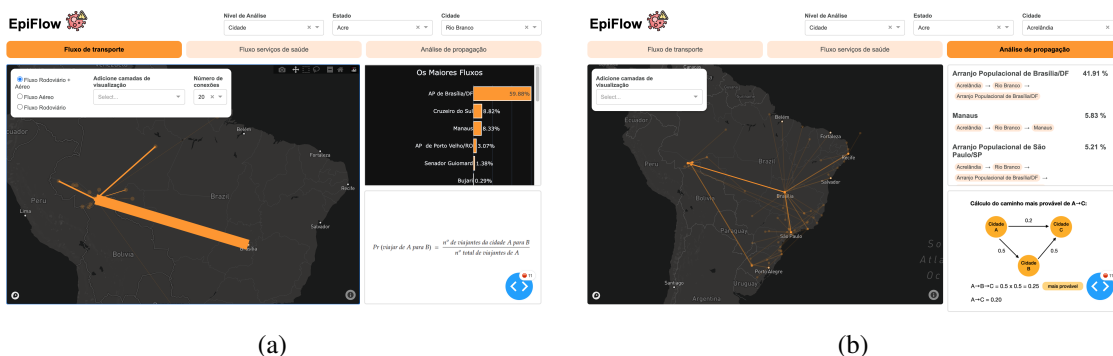 EpiFlow
Nível de Análise
Cidade
Estado
Acre
Cidade
Rio Branco
Fluxo de transporte
Fluxo serviços de saúde
Análise de propagação
Fluxo Rodoviário + Aéreo
Fluxo Aéreo
Fluxo Rodoviário
Adicione camadas de
visualização
Select...
Número de
conexões
20
Belém
Fortaleza
Recife
Salvador
Brasília
Brazil
Peru
Lima
Bolivia
Os Maiores Fluxos
AP de Brasília/DF
Cruzeiro do Sul 8.82%
Manaus 8.33%
AP de Porto Velho/RO 3.07%
Senador Guiomard 1.38%
Bujari 0.29%
Pr (viajar de A para B) = nº de viajantes da cidade A para B
nº total de viajantes de A
(a)
EpiFlow
Nível de Análise
Cidade
Estado
Acre
Cidade
Acrelândia
Fluxo de transporte
Fluxo serviços de saúde
Análise de propagação
Adicione camadas de
visualização
Select...
Ecuador
Belém
Fortaleza
Recife
Peru
Brazil
Salvador
Bolivia
Brasília
São Paulo
Paraguay
Porto Alegre
Uruguay
Santiago
Argentina
Arranjo Populacional de Brasília/DF 41.91 %
Acrelândia → Rio Branco →
Arranjo Populacional de Brasília/DF
Manaus 5.83 %
Acrelândia → Rio Branco → Manaus
Arranjo Populacional de São
Paulo/SP 5.21 %
Acrelândia → Rio Branco →
Arranjo Populacional de Brasília/DF →
Cálculo do caminho mais provável de A→C:
Cidade
A
0.2
Cidade
C
0.5
0.5
Cidade
B
A→B→C = 0.5 x 0.5 = 0.25 mais provável
A→C = 0.20
(b)